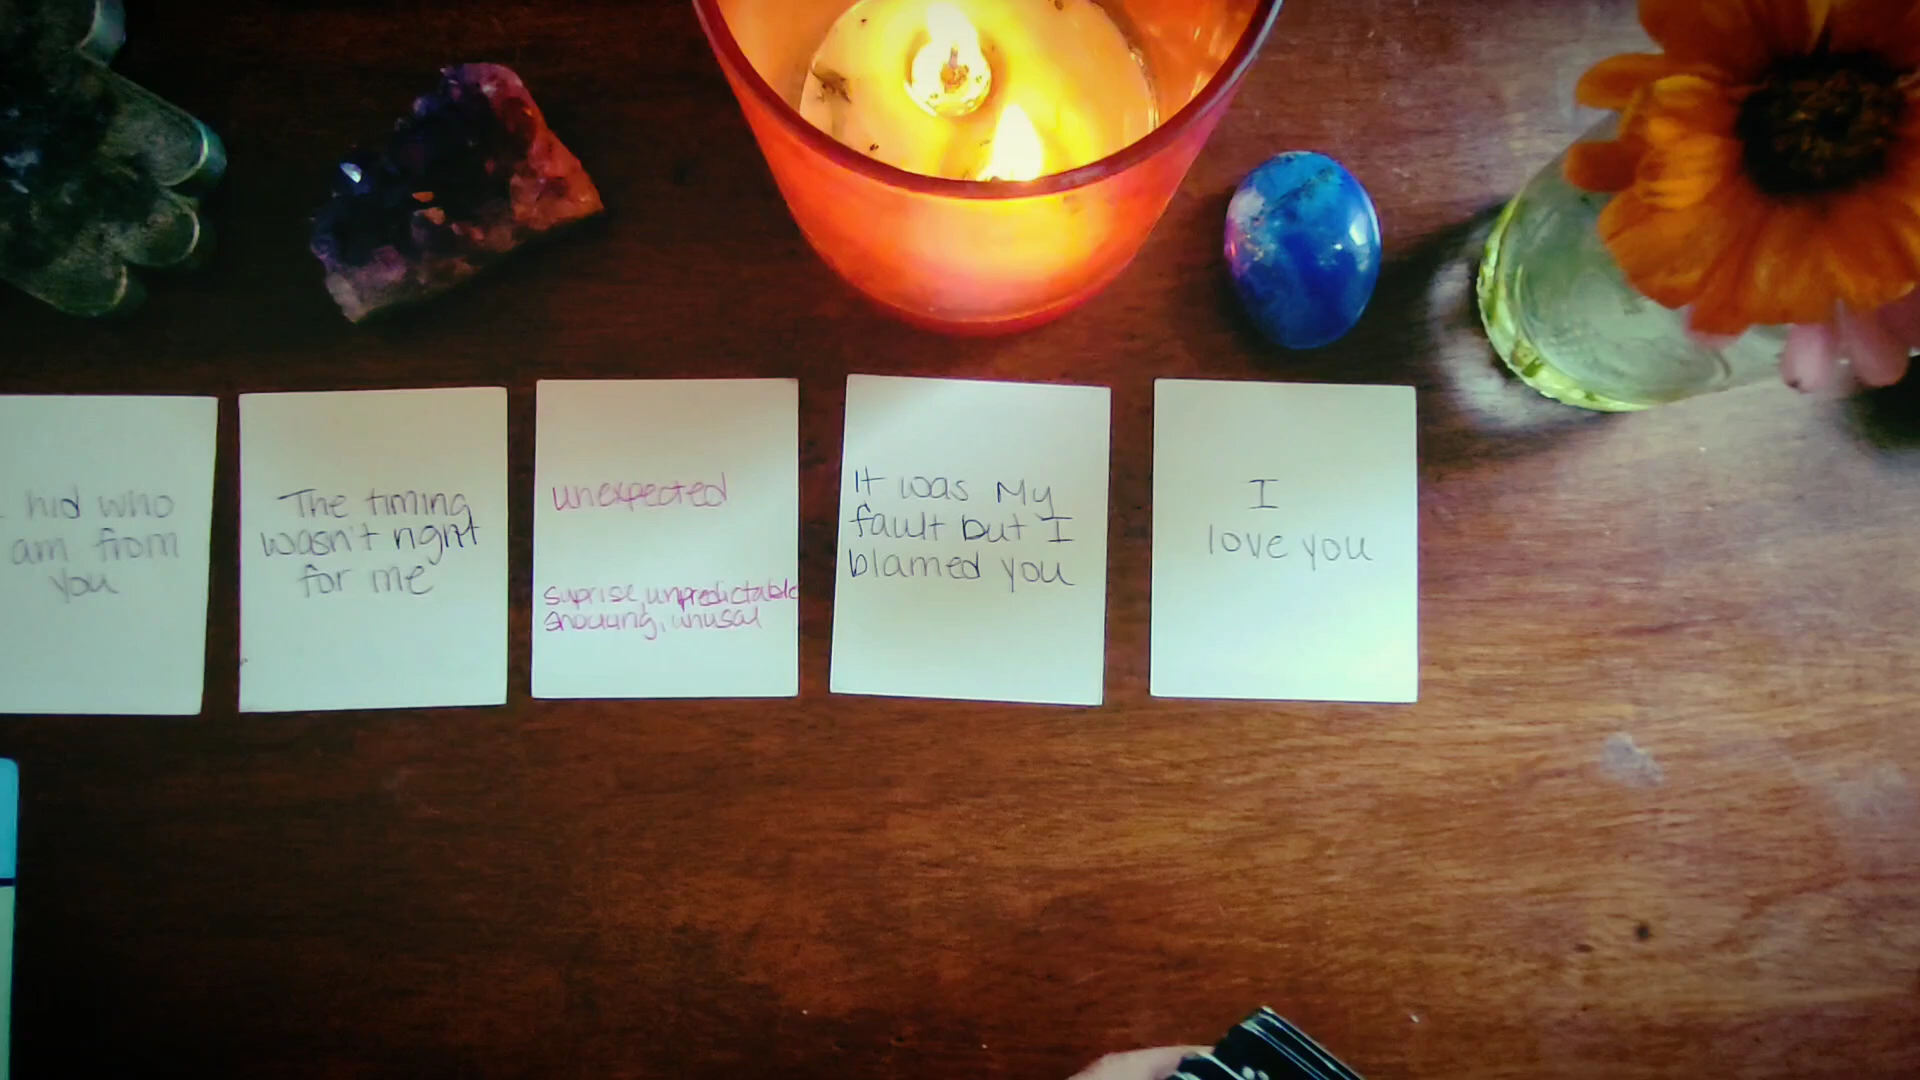 hid who
am from
you
The timing
wasn't right
for me
unexpected
suprise, unpredictable
shocking, unusal
It was My
fault but I
blamed you
I
love you